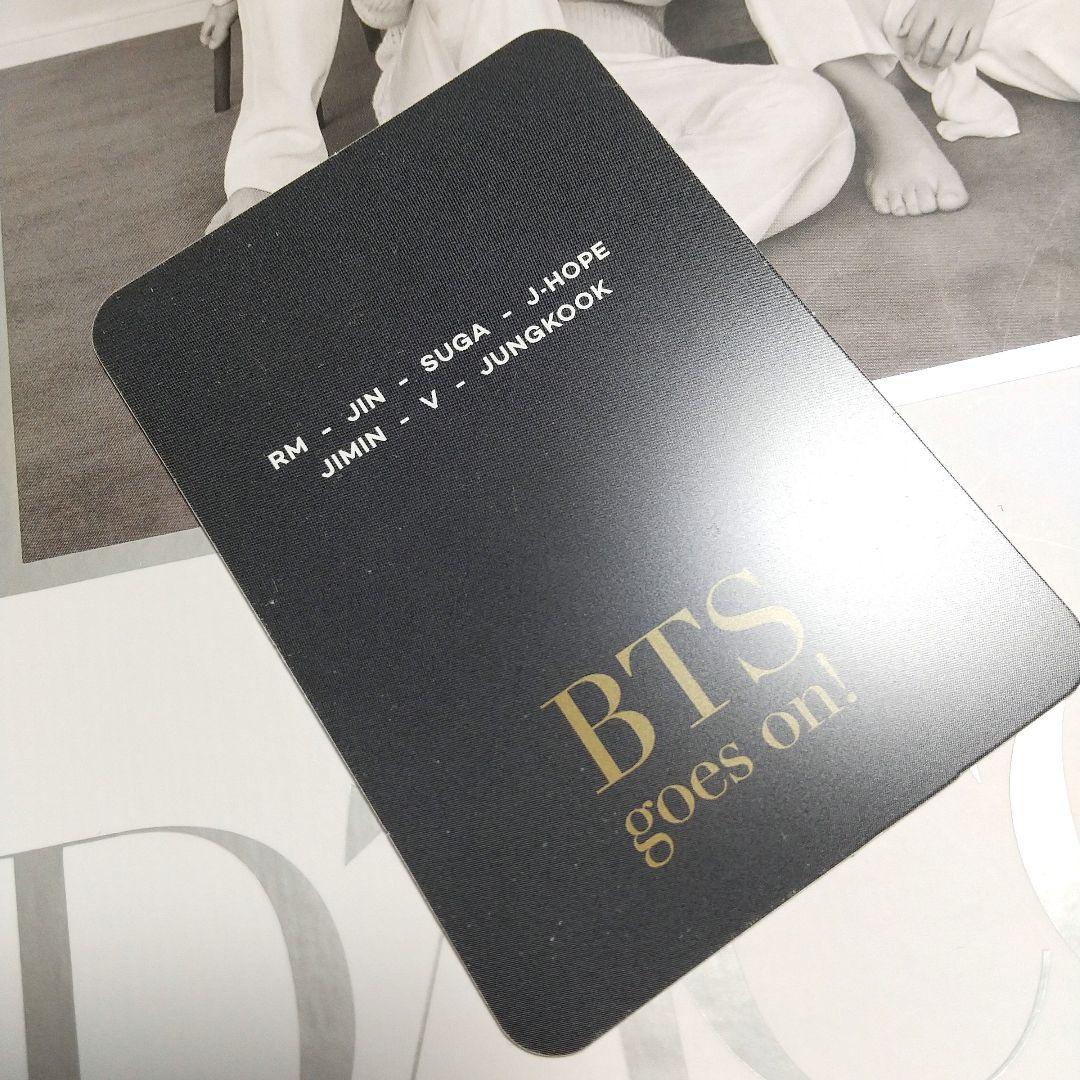 RM - JIN - SUGA - J-HOPE
JIMIN - V - JUNGKOOK
BTS
goes on!